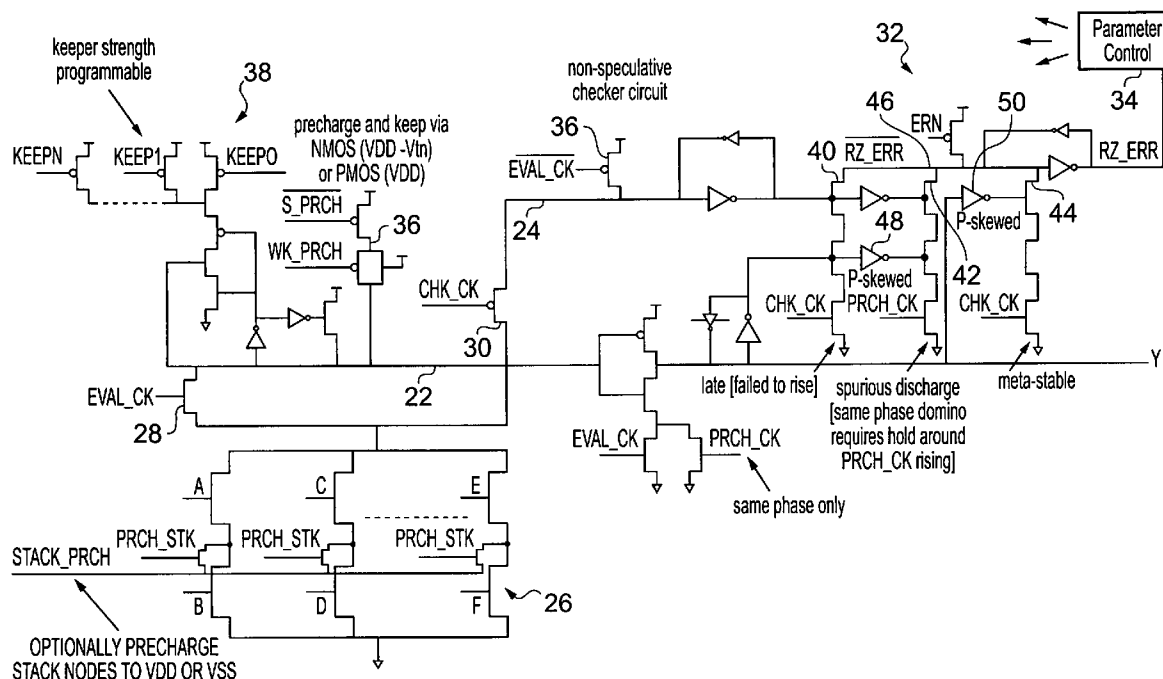 keeper strength
programmable
38
KEEPN
KEEP1
KEEP0
precharge and keep via
NMOS (VDD -Vtn)
or PMOS (VDD)
S_PRCH
36
WK_PRCH
non-speculative
checker circuit
36
EVAL_CK
24
CHK_CK
30
32
Parameter
Control
34
46
ERN
50
RZ_ERR
RZ_ERR
40
48
P-skewed
P-skewed
44
42
CHK_CK
PRCH_CK
CHK_CK
22
Y
late [failed to rise]
spurious discharge
[same phase domino
requires hold around
PRCH_CK rising]
meta-stable
EVAL_CK
28
EVAL_CK
PRCH_CK
same phase only
A
C
E
PRCH_STK
PRCH_STK
PRCH_STK
STACK_PRCH
B
D
F
26
OPTIONALLY PRECHARGE
STACK NODES TO VDD OR VSS